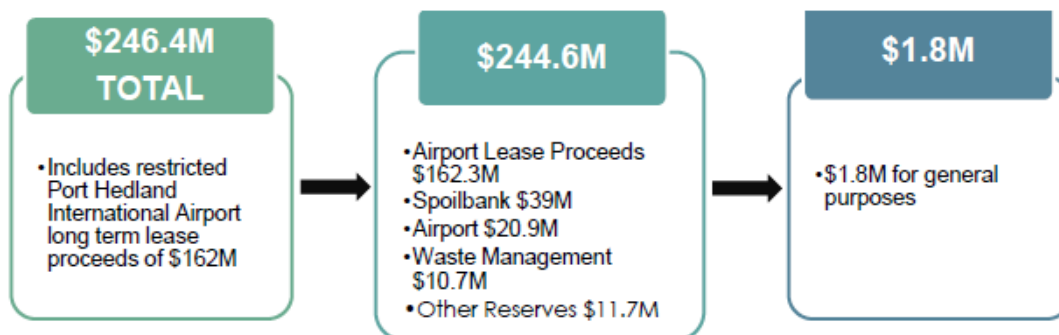 $246.4M
TOTAL
•Includes restricted
Port Hedland
International Airport
long term lease
proceeds of $162M
$244.6M
•Airport Lease Proceeds
$162.3M
•Spoilbank $39M
•Airport $20.9M
•Waste Management
$10.7M
•Other Reserves $11.7M
$1.8M
•$1.8M for general
purposes